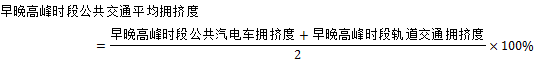 早晚高峰时段公共交通平均拥挤度
= 早晚高峰时段公共汽电车拥挤度 + 早晚高峰时段轨道交通拥挤度 / 2 × 100%